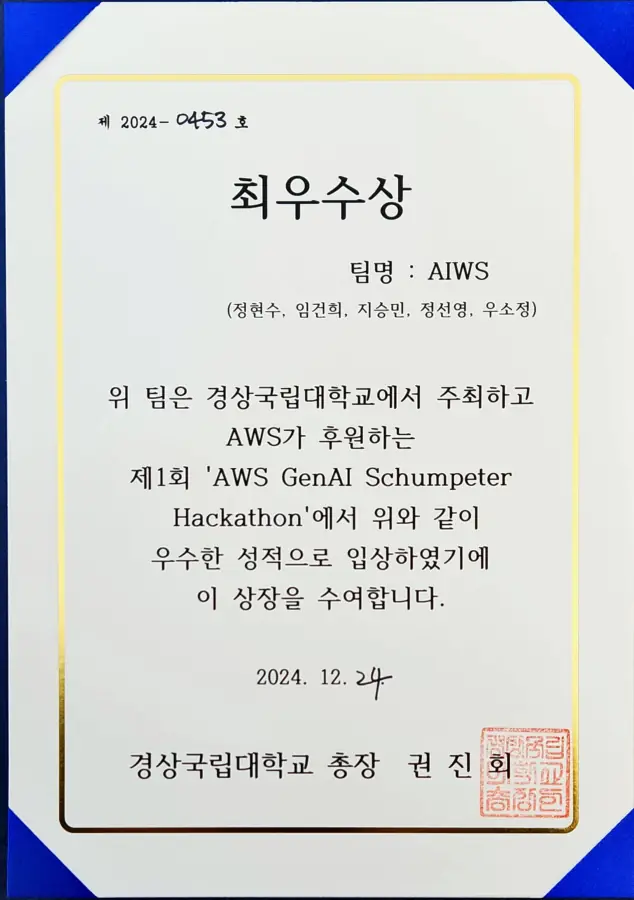 제 2024-0453 호
최우수상
팀명 : AIWS
(정현수, 임건희, 지승민, 정선영, 우소정)
위 팀은 경상국립대학교에서 주최하고
AWS가 후원하는
제1회 'AWS GenAI Schumpeter
Hackathon'에서 위와 같이
우수한 성적으로 입상하였기에
이 상장을 수여합니다.
2024. 12. 24.
경상국립대학교 총장 권 진 회